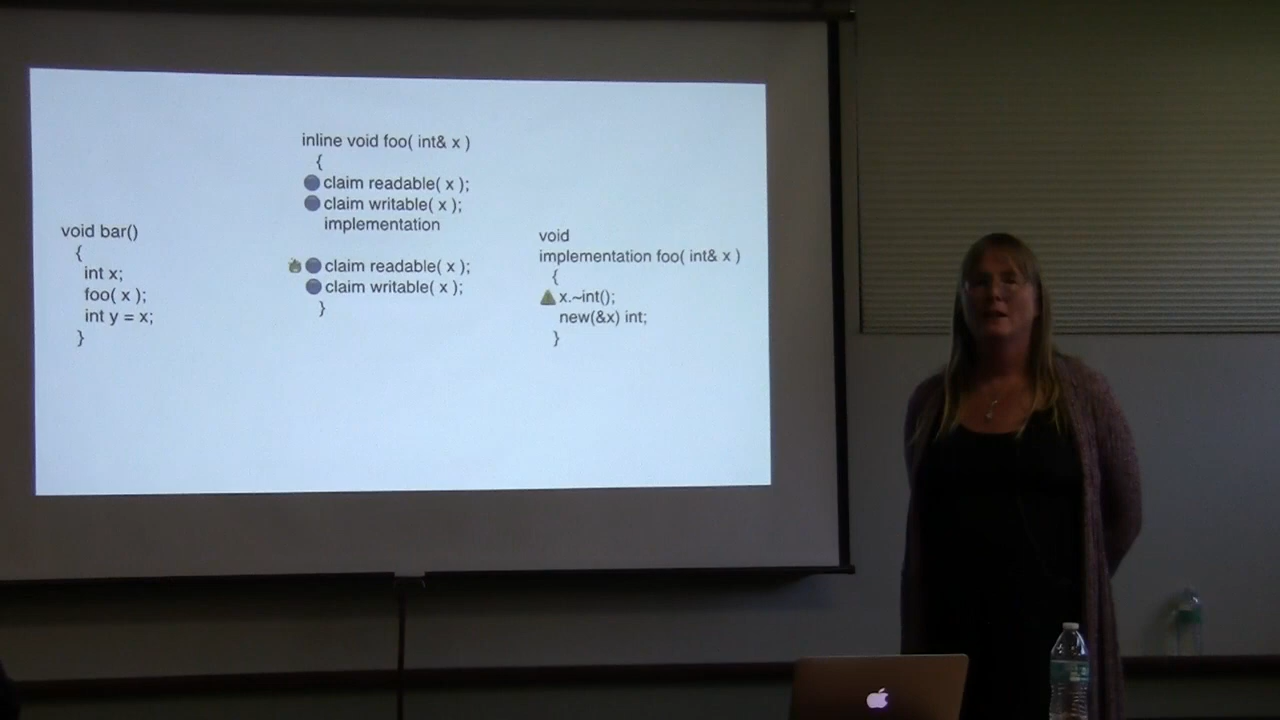 void bar()
{
int x;
foo( x );
int y = x;
}
inline void foo( int& x )
{
claim readable( x );
claim writable( x );
implementation
claim readable( x );
claim writable( x );
}
void
implementation foo( int& x )
{
x.~int();
new(&x) int;
}